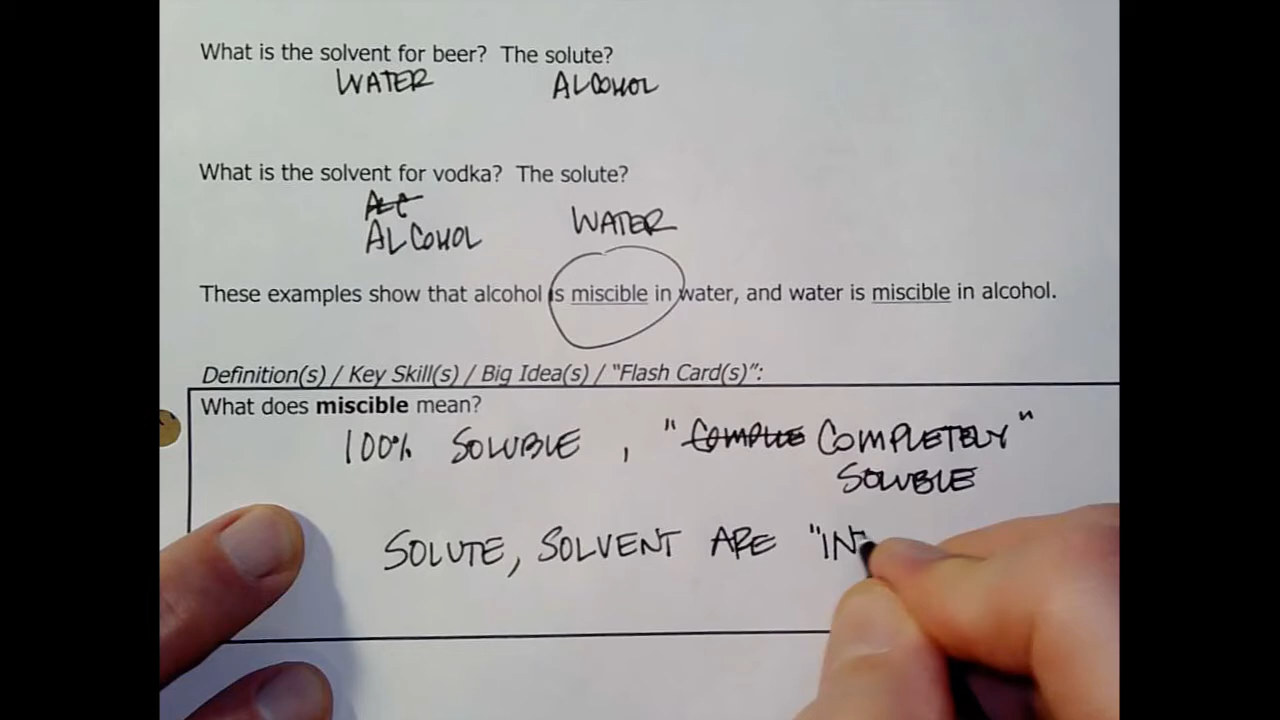 What is the solvent for beer? The solute?
WATER ALCOHOL
What is the solvent for vodka? The solute?
ALC
ALCOHOL WATER
These examples show that alcohol is miscible in water, and water is miscible in alcohol.
Definition(s) / Key Skill(s) / Big Idea(s) / "Flash Card(s)":
What does miscible mean?
100% SOLUBLE , " COMPLETELY "
SOLUBLE
SOLUTE, SOLVENT ARE "INT